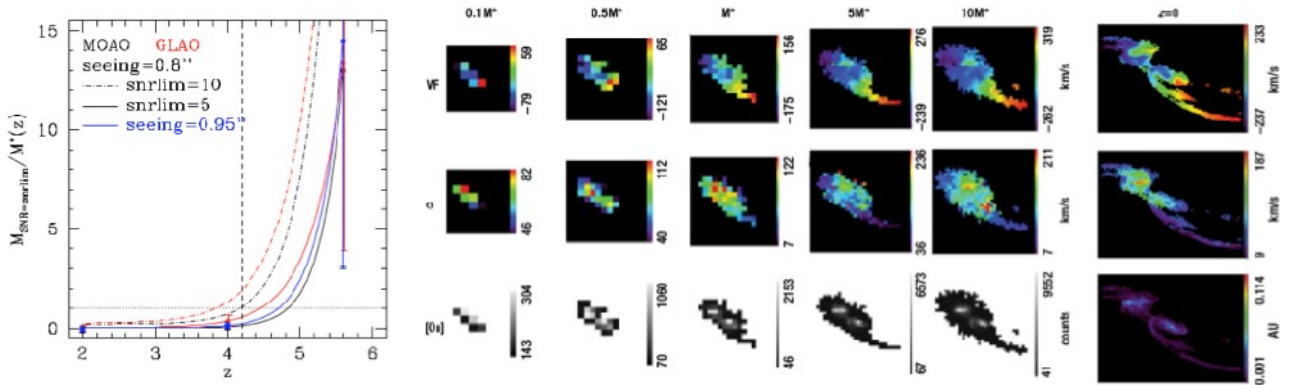 15
10
5
0
2
3
4
5
6
M_SNR=snrlim/M*(z)
z
MOAO GLAO
seeing=0.8"
snrlim=10
snrlim=5
seeing=0.95"
0.1M* 0.5M* M* 5M* 10M* z=0
VF
59
-79
65
-121
156
-175
276
-239
319
-262
km/s
233
-237
km/s
σ
82
46
112
40
122
7
236
36
211
7
km/s
187
9
km/s
[OII]
304
143
1060
70
2153
46
6573
67
9552
41
counts
0.114
0.001
AU